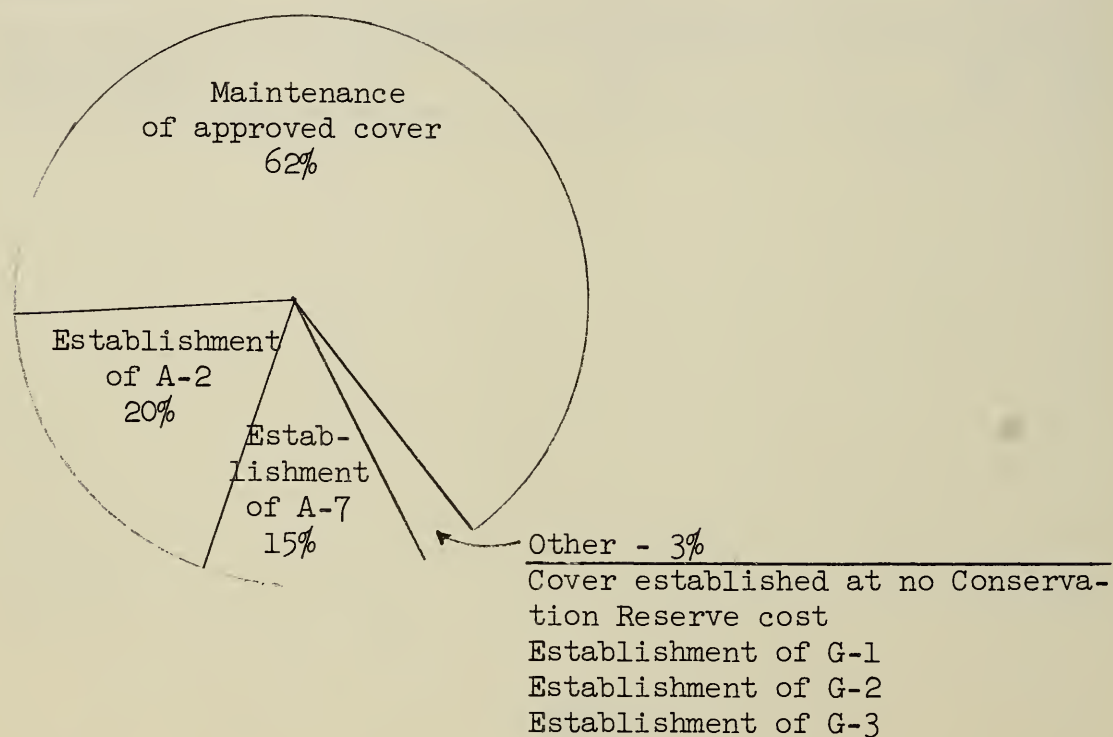 Maintenance
of approved cover
62%
Establishment
of A-2
20%
Estab-
lishment
of A-7
15%
Other - 3%
Cover established at no Conserva-
tion Reserve cost
Establishment of G-1
Establishment of G-2
Establishment of G-3